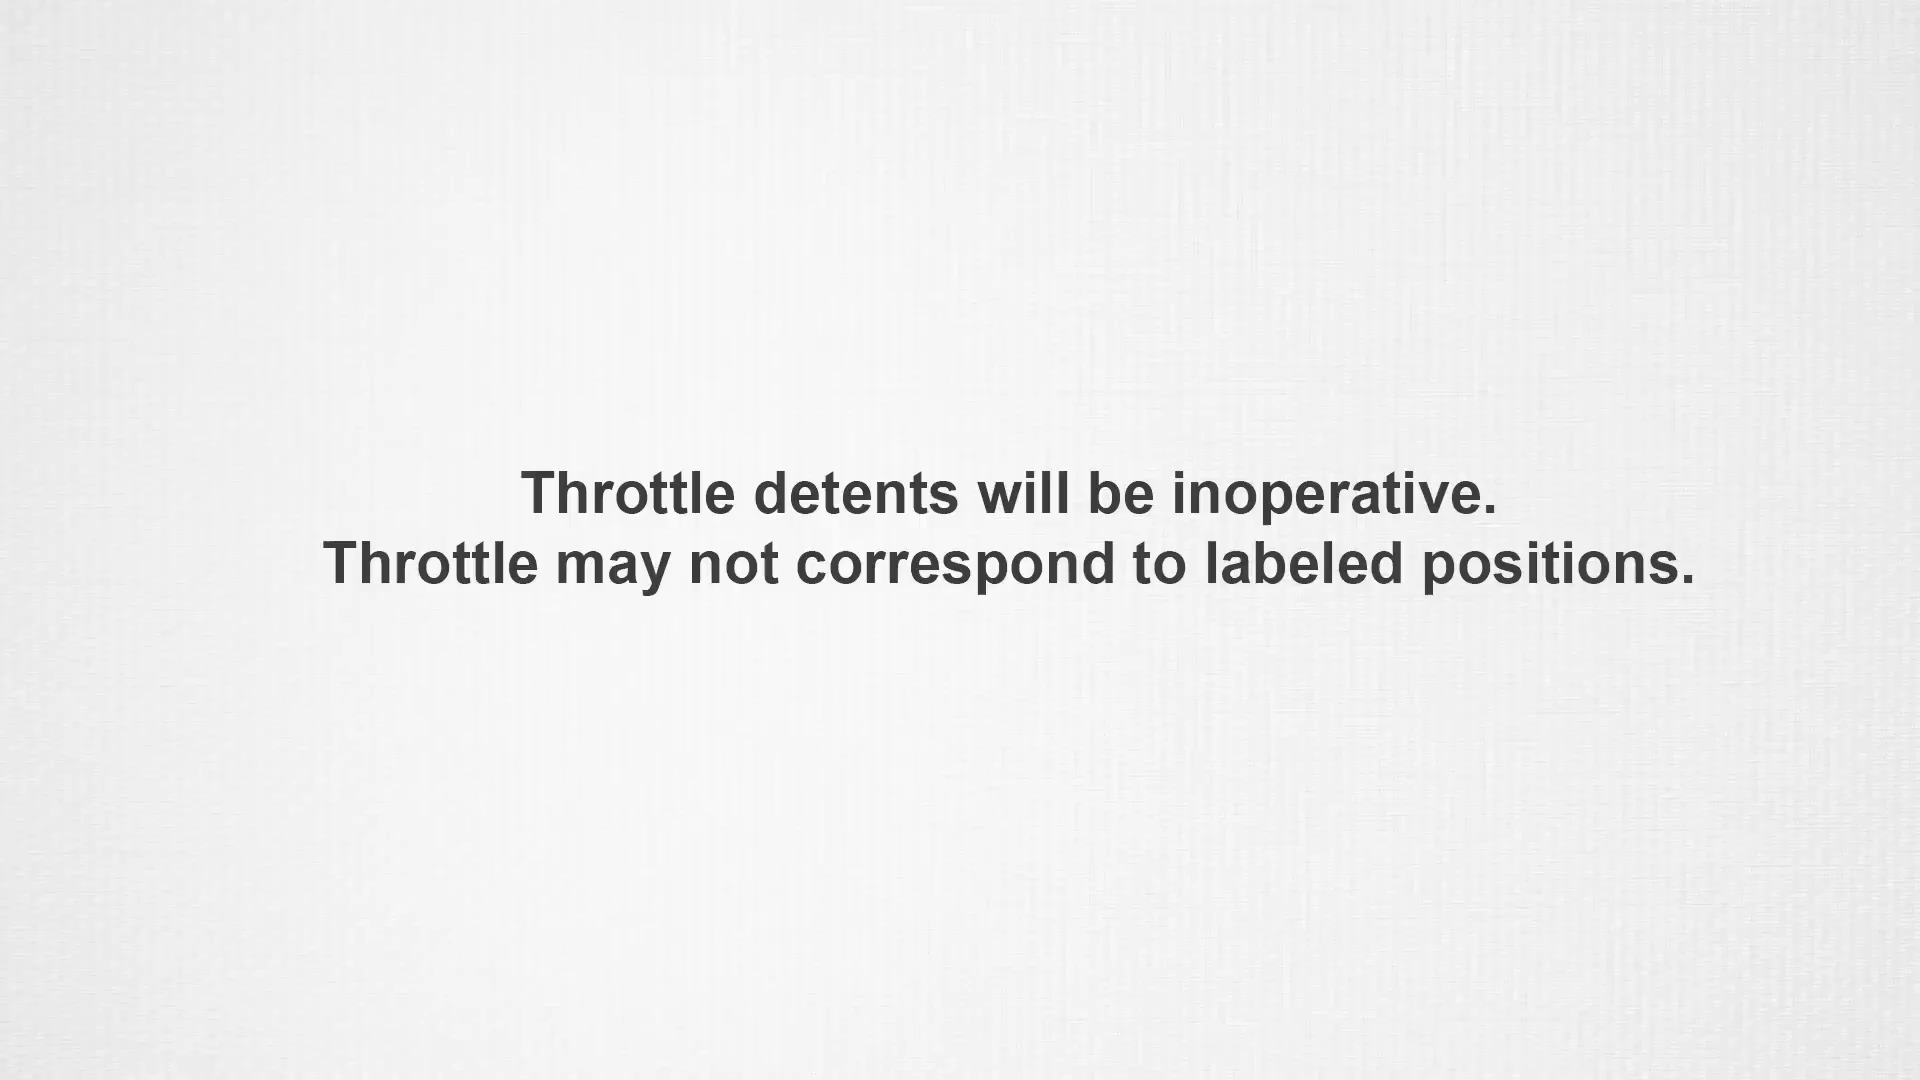 Throttle detents will be inoperative.
Throttle may not correspond to labeled positions.